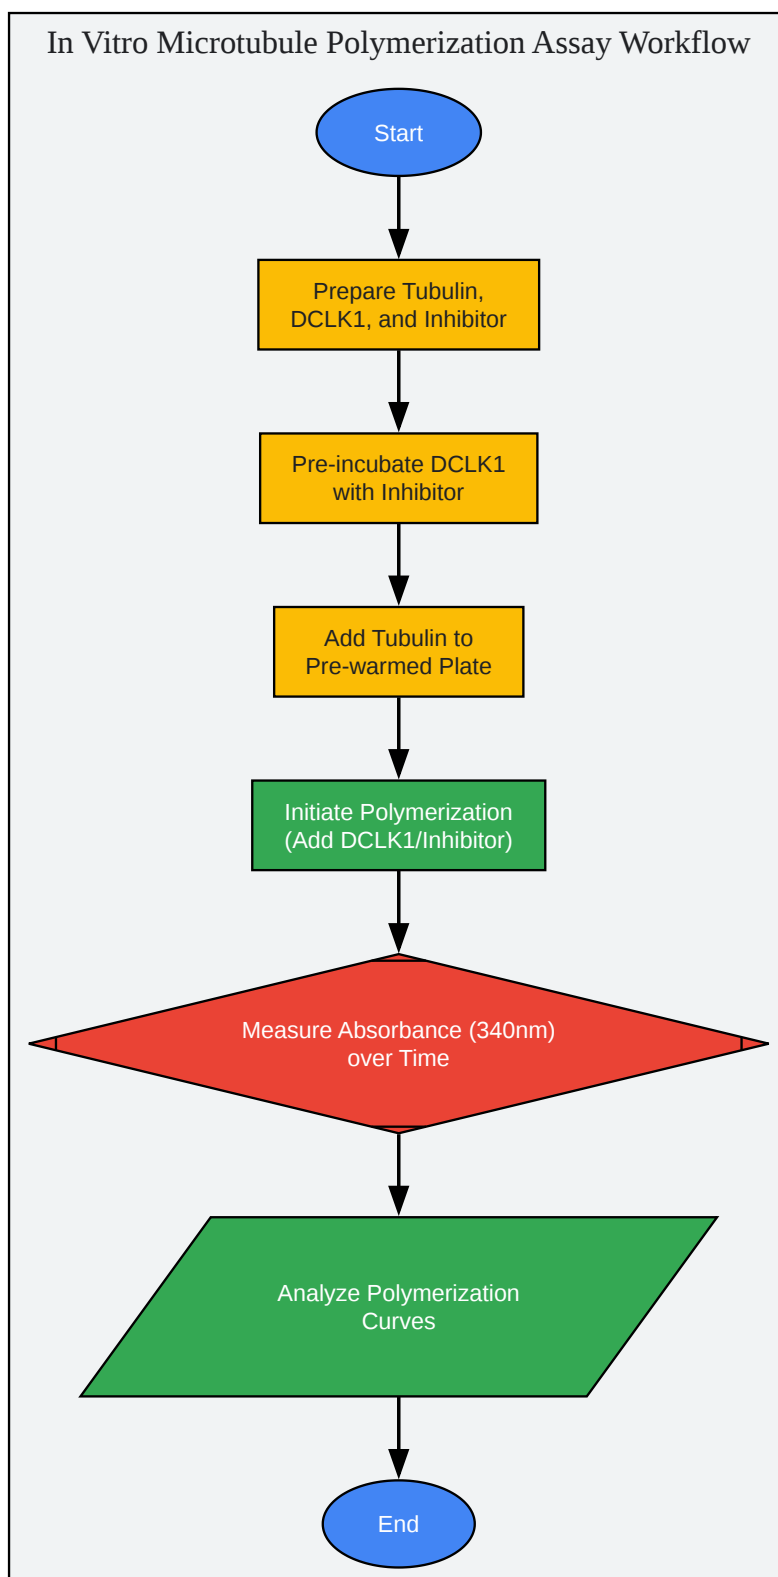 In Vitro Microtubule Polymerization Assay Workflow
Start
Prepare Tubulin,
DCLK1, and Inhibitor
Pre-incubate DCLK1
with Inhibitor
Add Tubulin to
Pre-warmed Plate
Initiate Polymerization
(Add DCLK1/Inhibitor)
Measure Absorbance (340nm)
over Time
Analyze Polymerization
Curves
End